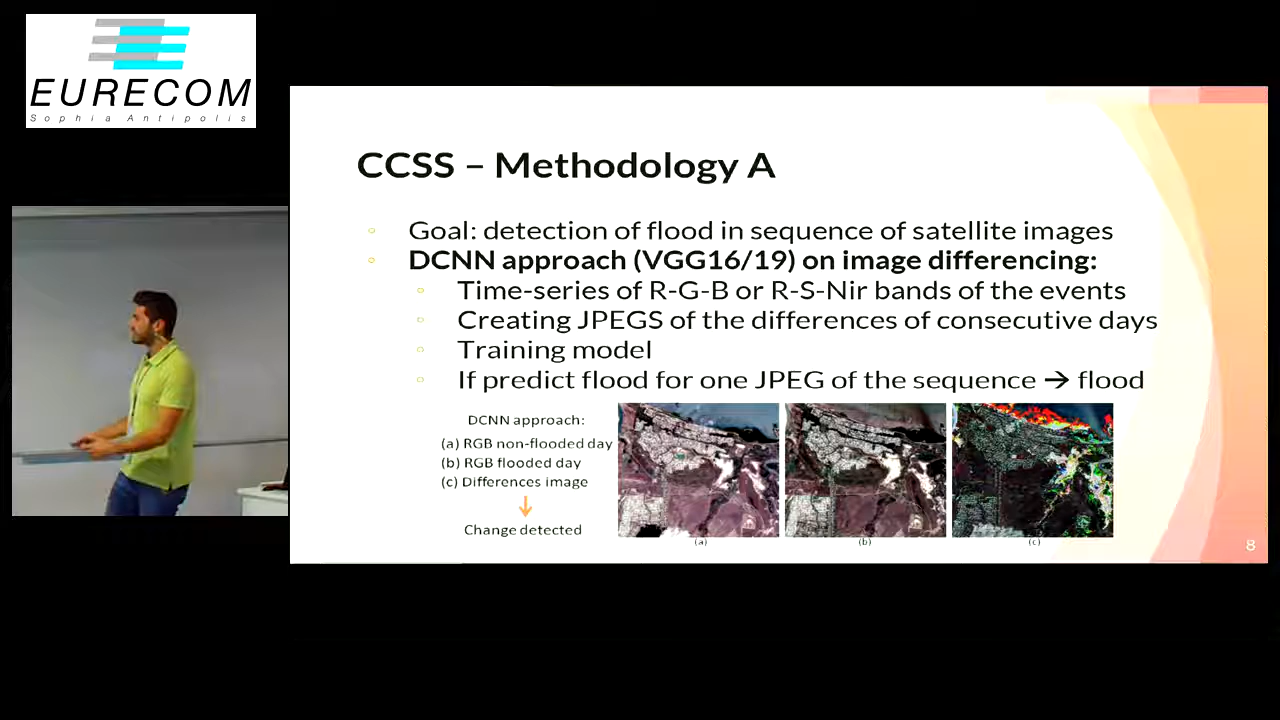 EURECOM
Sophia Antipolis
CCSS – Methodology A
Goal: detection of flood in sequence of satellite images
DCNN approach (VGG16/19) on image differencing:
Time-series of R-G-B or R-S-Nir bands of the events
Creating JPEGS of the differences of consecutive days
Training model
If predict flood for one JPEG of the sequence → flood
DCNN approach:
(a) RGB non-flooded day
(b) RGB flooded day
(c) Differences image
Change detected
(a) (b) (c)
8